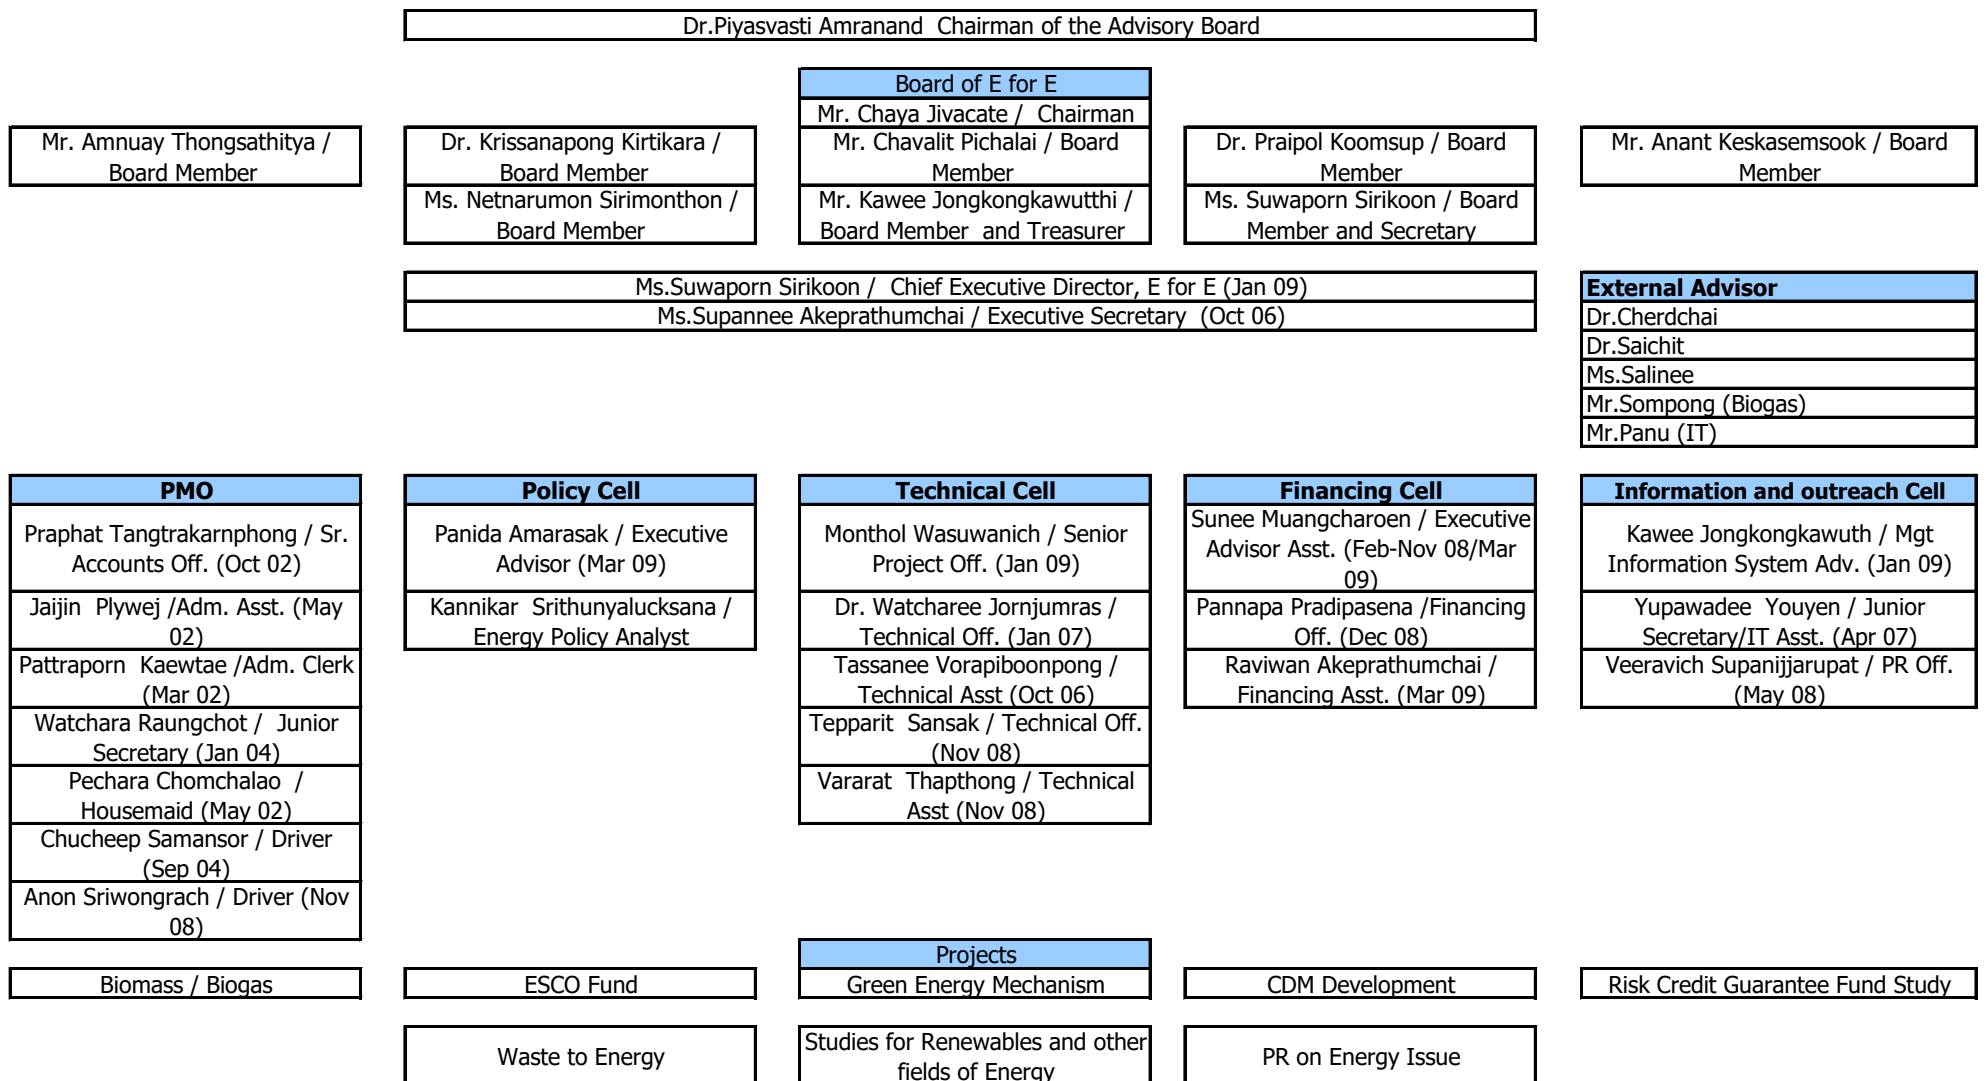 Dr.Piyasvasti Amranand  Chairman of the Advisory Board
Board of E for E
Mr. Chaya Jivacate /  Chairman
Mr. Amnuay Thongsathitya /
Board Member
Dr. Krissanapong Kirtikara /
Board Member
Mr. Chavalit Pichalai / Board
Member
Dr. Praipol Koomsup / Board
Member
Mr. Anant Keskasemsook / Board
Member
Ms. Netnarumon Sirimonthon /
Board Member
Mr. Kawee Jongkongkawutthi /
Board Member  and Treasurer
Ms. Suwaporn Sirikoon / Board
Member and Secretary
Ms.Suwaporn Sirikoon /  Chief Executive Director, E for E (Jan 09)
Ms.Supannee Akeprathumchai / Executive Secretary  (Oct 06)
External Advisor
Dr.Cherdchai
Dr.Saichit
Ms.Salinee
Mr.Sompong (Biogas)
Mr.Panu (IT)
PMO
Praphat Tangtrakarnphong / Sr.
Accounts Off. (Oct 02)
Jaijin  Plywej /Adm. Asst. (May
02)
Pattraporn  Kaewtae /Adm. Clerk
(Mar 02)
Watchara Raungchot /  Junior
Secretary (Jan 04)
Pechara Chomchalao  /
Housemaid (May 02)
Chucheep Samansor / Driver
(Sep 04)
Anon Sriwongrach / Driver (Nov
08)
Policy Cell
Panida Amarasak / Executive
Advisor (Mar 09)
Kannikar  Srithunyalucksana /
Energy Policy Analyst
Technical Cell
Monthol Wasuwanich / Senior
Project Off. (Jan 09)
Dr. Watcharee Jornjumras /
Technical Off. (Jan 07)
Tassanee Vorapiboonpong /
Technical Asst (Oct 06)
Tepparit  Sansak / Technical Off.
(Nov 08)
Vararat  Thapthong / Technical
Asst (Nov 08)
Financing Cell
Sunee Muangcharoen / Executive
Advisor Asst. (Feb-Nov 08/Mar
09)
Pannapa Pradipasena /Financing
Off. (Dec 08)
Raviwan Akeprathumchai /
Financing Asst. (Mar 09)
Information and outreach Cell
Kawee Jongkongkawuth / Mgt
Information System Adv. (Jan 09)
Yupawadee  Youyen / Junior
Secretary/IT Asst. (Apr 07)
Veeravich Supanijjarupat / PR Off.
(May 08)
Projects
Biomass / Biogas
ESCO Fund
Green Energy Mechanism
CDM Development
Risk Credit Guarantee Fund Study
Waste to Energy
Studies for Renewables and other
fields of Energy
PR on Energy Issue